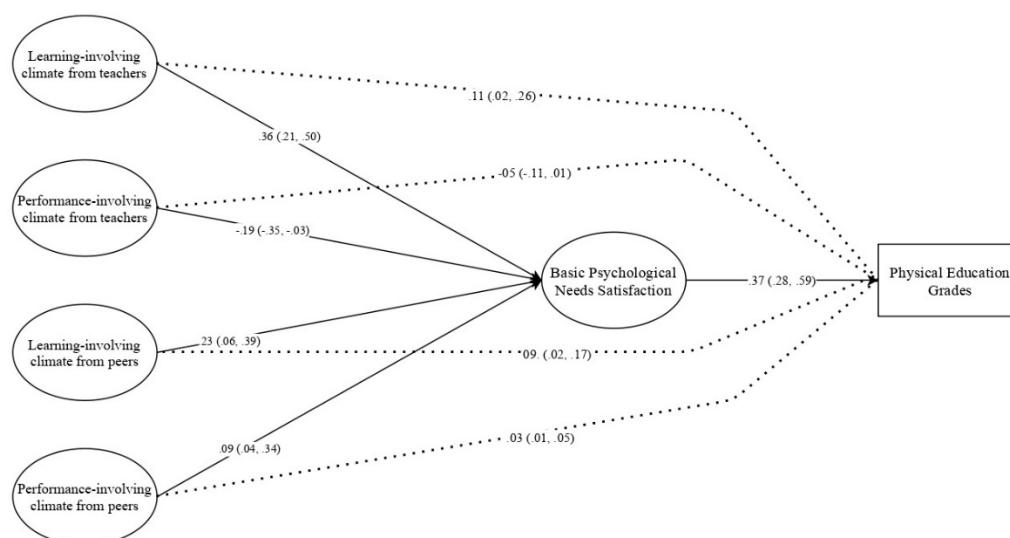 Learning-involving
climate from teachers
.11 (.02, .26)
.36 (.21, .50)
-05 (-.11, .01)
Performance-involving
climate from teachers
-.19 (-.35, -.03)
Basic Psychological
Needs Satisfaction
.37 (.28, .59)
Physical Education
Grades
Learning-involving
climate from peers
23 (.06, .39)
09. (.02, .17)
.09 (.04, .34)
.03 (.01, .05)
Performance-involving
climate from peers